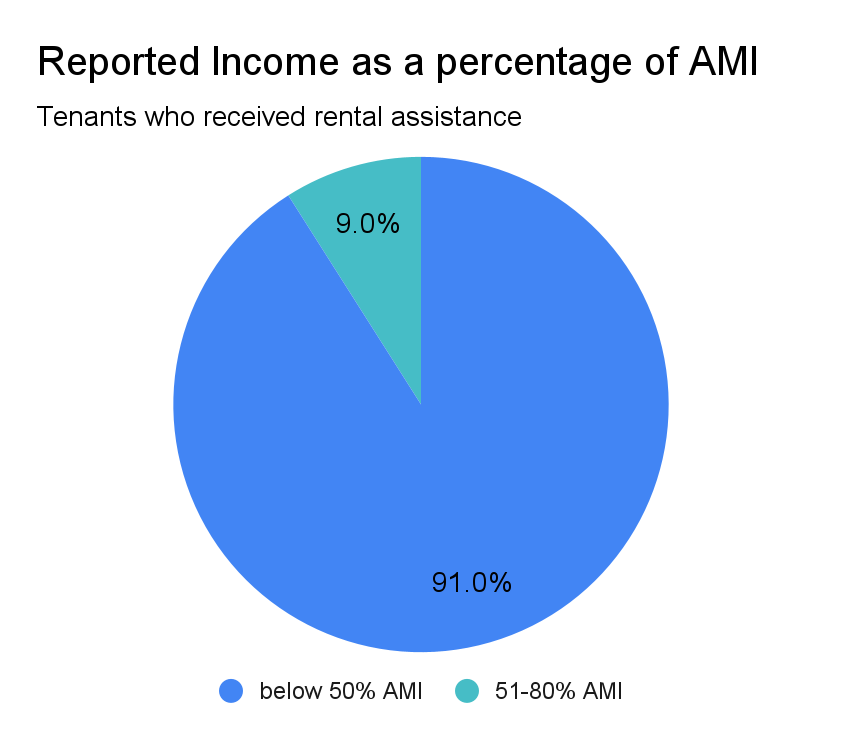 Reported Income as a percentage of AMI
Tenants who received rental assistance
9.0%
91.0%
below 50% AMI
51-80% AMI